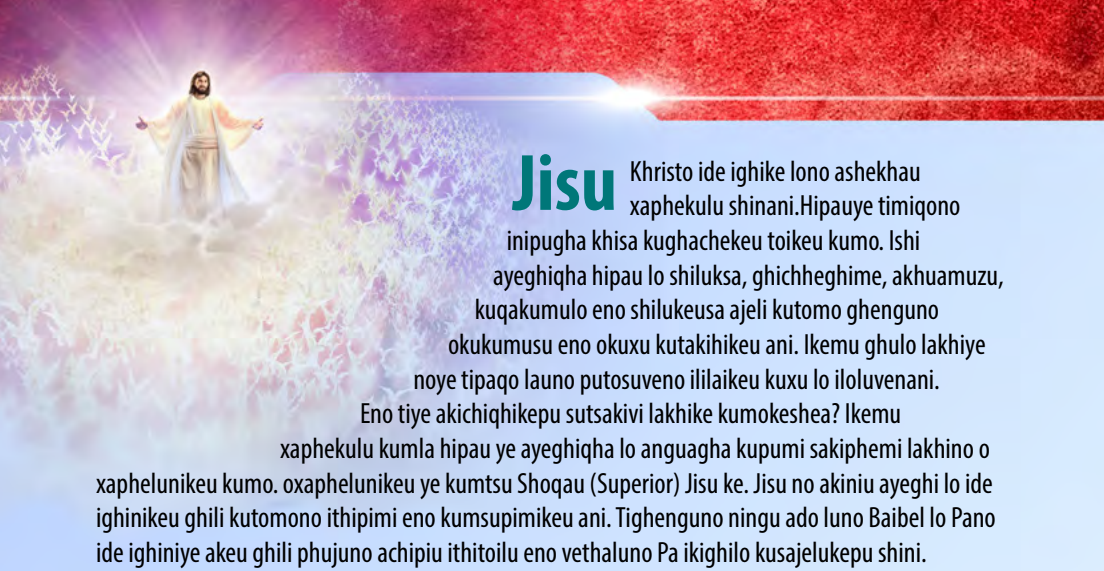 Jisu Khristo ide ighike lono ashekhau
xaphekulu shinani.Hipauye timiqono
inipugha khisa kughachekeu toikeu kumo. Ishi
ayeghiqha hipau lo shiluksa, ghichheghime, akhuamuzu,
kuqakumulo eno shilukeusa ajeli kutomo ghenguno
okukumusu eno okuxu kutakihikeu ani. Ikemu ghulo lakhiye
noye tipaqo launo putosuveno ililaikeu kuxu lo iloluvenani.
Eno tiye akichiqhikepu sutsakivi lakhike kumokeshea? Ikemu
xaphekulu kumla hipau ye ayeghiqha lo anguagha kupumi sakiphemi lakhino o
xaphelunikeu kumo. oxaphelunikeu ye kumtsu Shoqau (Superior) Jisu ke. Jisu no akiniu ayeghi lo ide
ighinikeu ghili kutomono ithipimi eno kumsupimikeu ani. Tighenguno ningu ado luno Baibel lo Pano
ide ighiniye akeu ghili phujuno achipiu ithitoilu eno vethaluno Pa ikighilo kusajelukepu shini.